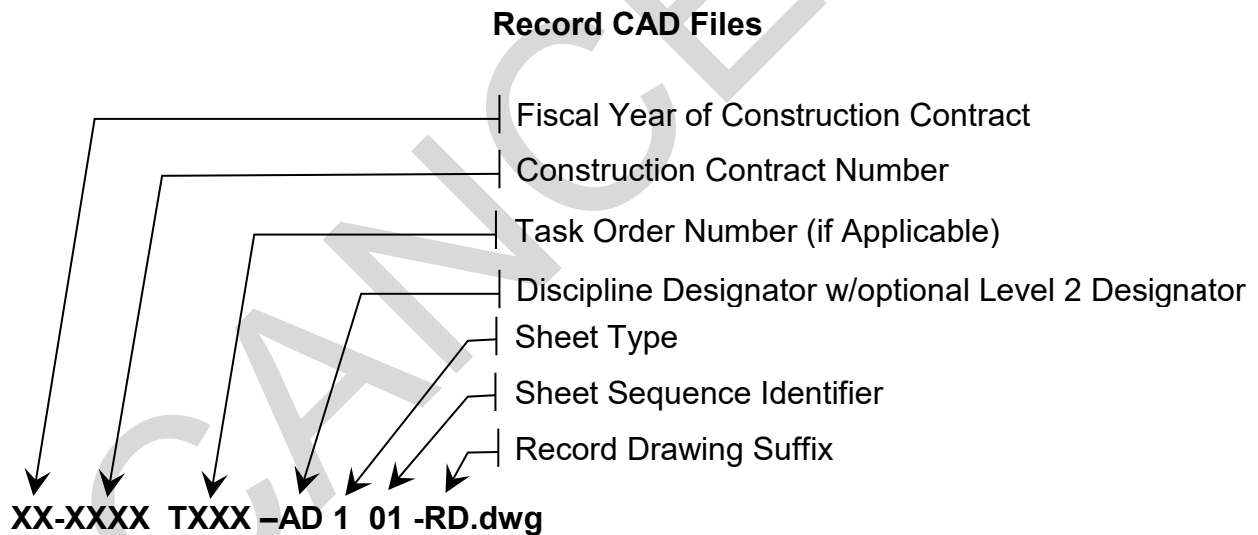 Record CAD Files
Fiscal Year of Construction Contract
Construction Contract Number
Task Order Number (if Applicable)
Discipline Designator w/optional Level 2 Designator
Sheet Type
Sheet Sequence Identifier
Record Drawing Suffix
XX-XXXX TXXX –AD 1 01 -RD.dwg
CANCE